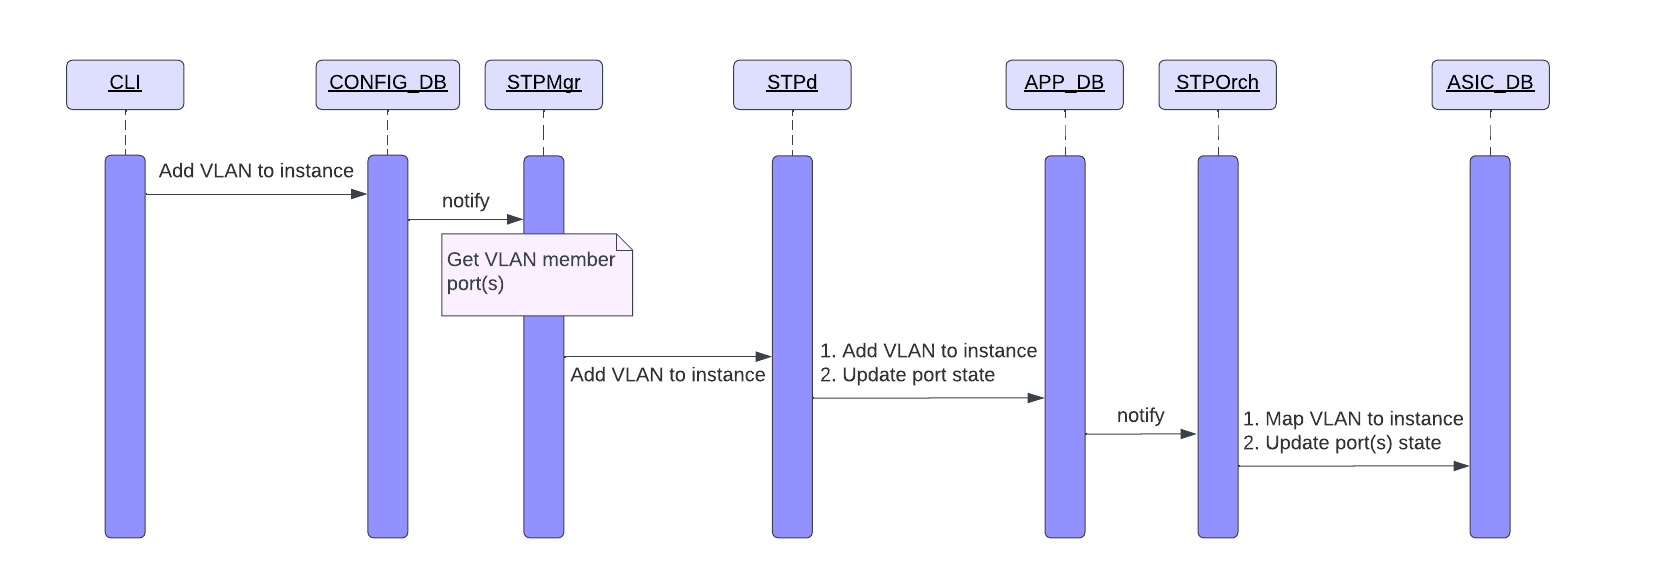 CLI
CONFIG_DB
STPMgr
STPd
APP_DB
STPOrch
ASIC_DB
Add VLAN to instance
notify
Get VLAN member
port(s)
Add VLAN to instance
1. Add VLAN to instance
2. Update port state
notify
1. Map VLAN to instance
2. Update port(s) state